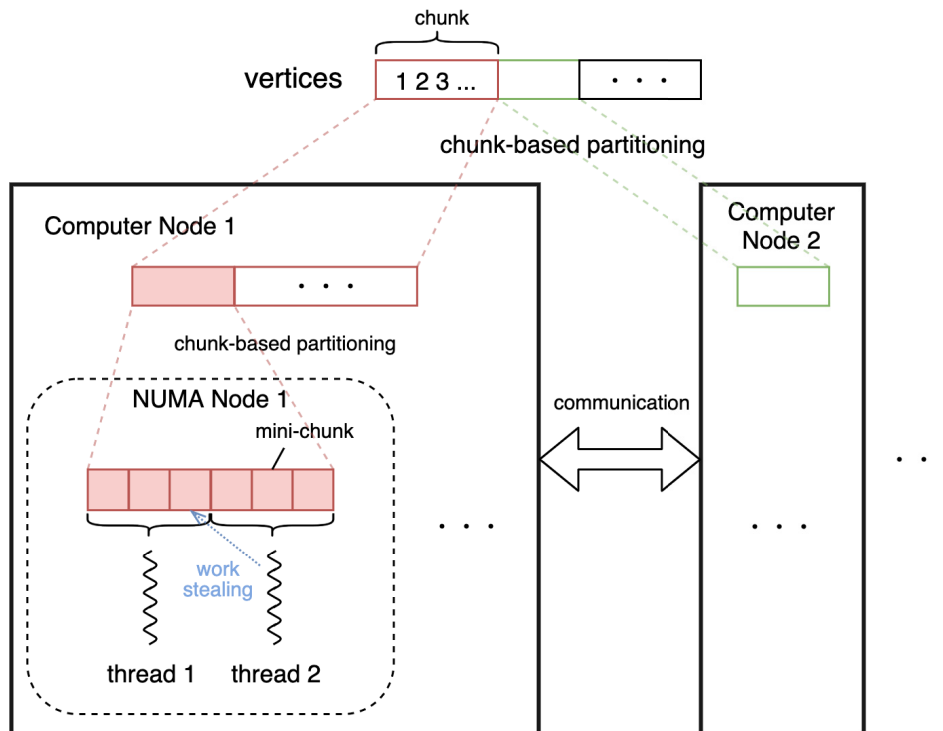 chunk
vertices
1 2 3 ...
. . .
chunk-based partitioning
Computer Node 1
Computer
Node 2
. . .
chunk-based partitioning
NUMA Node 1
mini-chunk
communication
. .
. . .
. . .
work
stealing
thread 1
thread 2